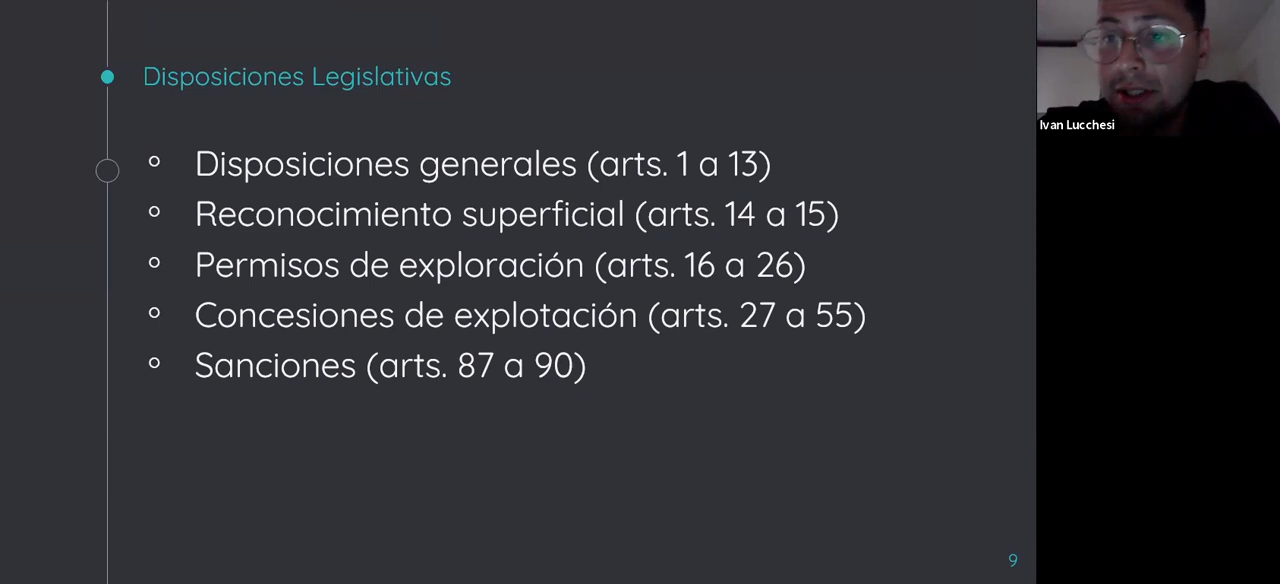 Disposiciones Legislativas
Disposiciones generales (arts. 1 a 13)
Reconocimiento superficial (arts. 14 a 15)
Permisos de exploración (arts. 16 a 26)
Concesiones de explotación (arts. 27 a 55)
Sanciones (arts. 87 a 90)
9
Ivan Lucchesi